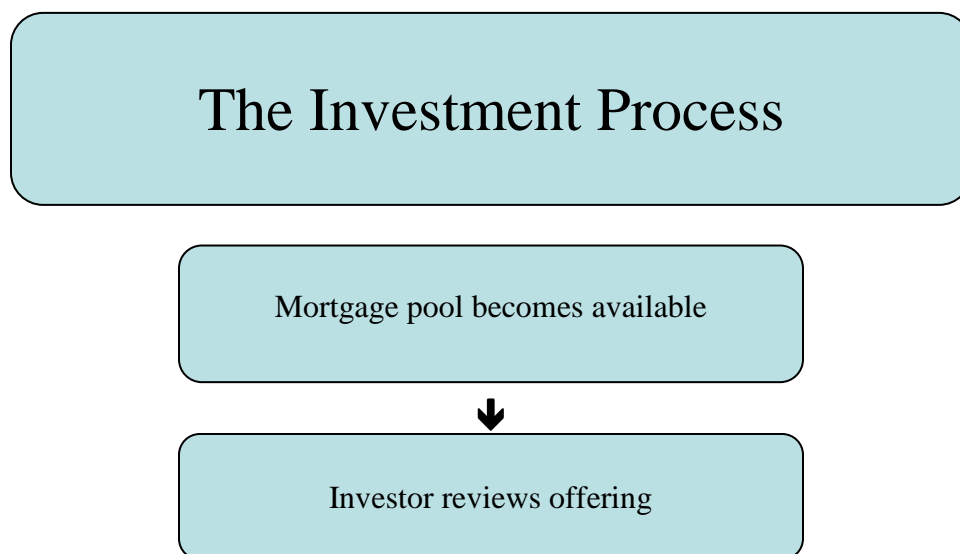 The Investment Process
Mortgage pool becomes available
Investor reviews offering